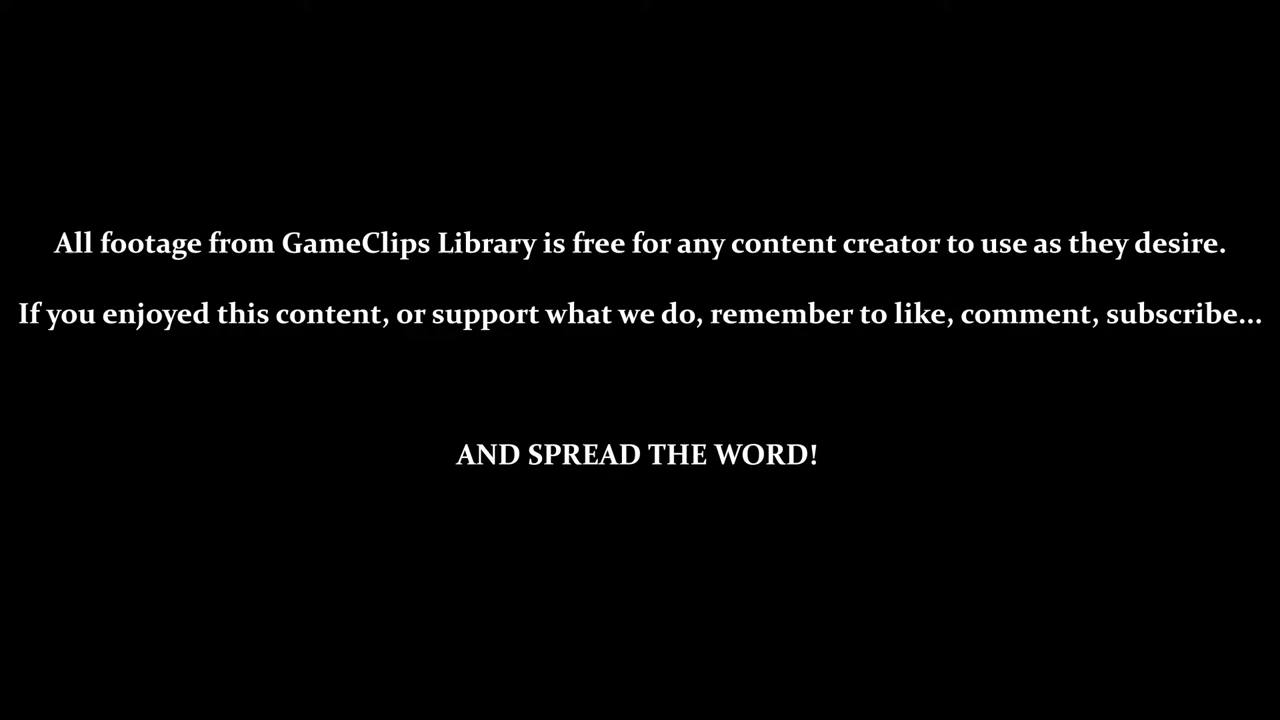 All footage from GameClips Library is free for any content creator to use as they desire.
If you enjoyed this content, or support what we do, remember to like, comment, subscribe...
AND SPREAD THE WORD!